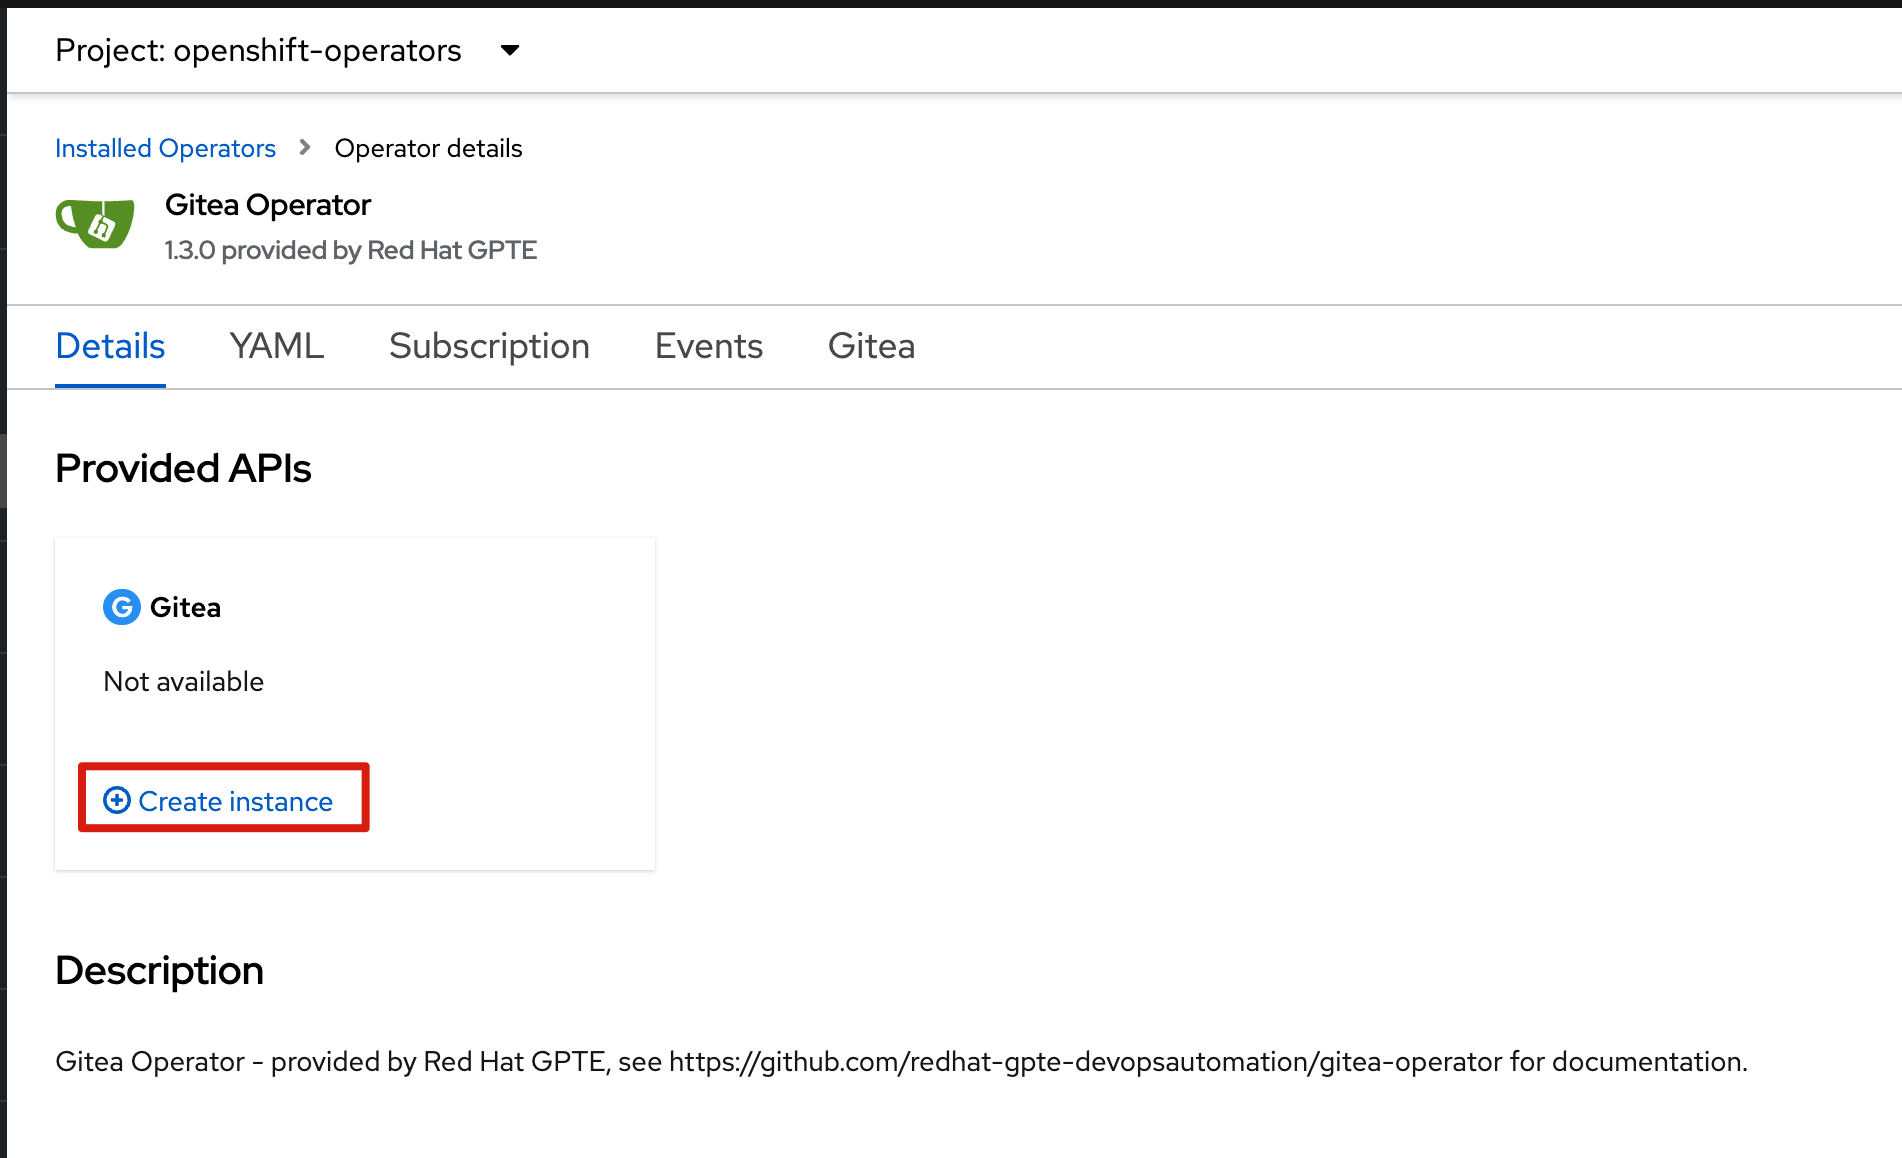 Project: openshift-operators
Installed Operators > Operator details
Gitea Operator
1.3.0 provided by Red Hat GPTE
Details YAML Subscription Events Gitea
Provided APIs
G Gitea
Not available
Create instance
Description
Gitea Operator - provided by Red Hat GPTE, see https://github.com/redhat-gpte-devopsautomation/gitea-operator for documentation.